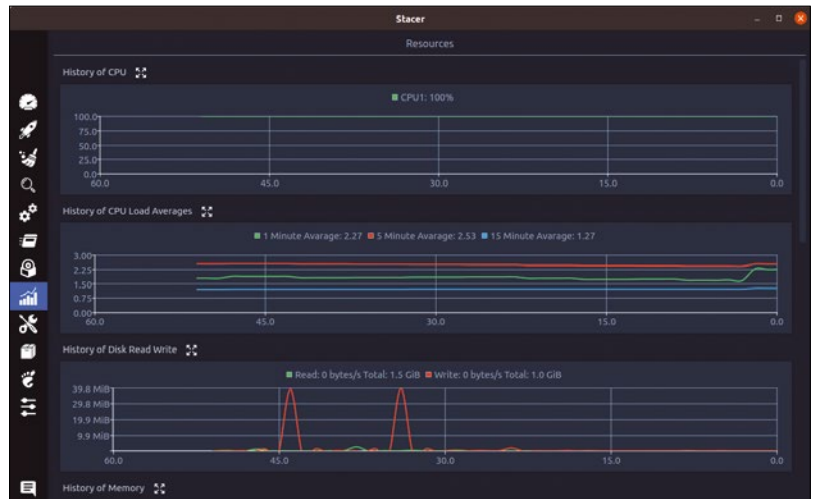 Stacer
Resources
History of CPU
CPU1: 100%
100.0
75.0
50.0
25.0
0.0
60.0 45.0 30.0 15.0 0.0
History of CPU Load Averages
1 Minute Avarage: 2.27 5 Minute Avarage: 2.53 15 Minute Avarage: 1.27
3.00
2.25
1.50
0.75
0.00
60.0 45.0 30.0 15.0 0.0
History of Disk Read Write
Read: 0 bytes/s Total: 1.5 GiB Write: 0 bytes/s Total: 1.0 GiB
39.8 MiB
29.8 MiB
19.9 MiB
9.9 MiB
60.0 45.0 30.0 15.0 0.0
History of Memory